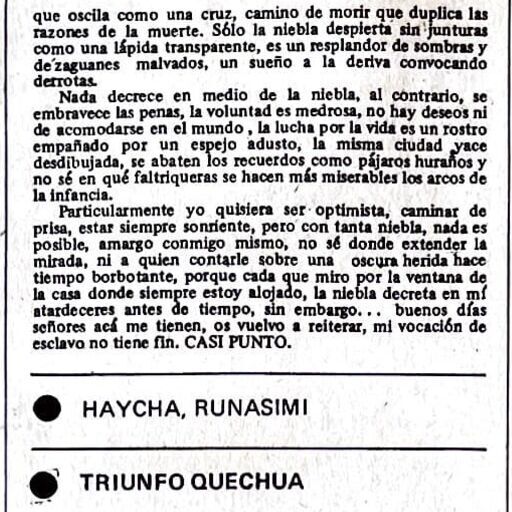 que oscila como una cruz, camino de morir que duplica las
razones de la muerte. Sólo la niebla despierta sin junturas
como una lápida transparente, es un resplandor de sombras y
de zaguanes malvados, un sueño a la deriva convocando
derrotas.
Nada decrece en medio de la niebla, al contrario, se
embravece las penas, la voluntad es medrosa, no hay deseos ni
de acomodarse en el mundo, la lucha por la vida es un rostro
empañado por un espejo adusto, la misma ciudad yace
desdibujada, se abaten los recuerdos como pájaros huraños y
no sé en qué faltriqueras se hacen más miserables los arcos de
la infancia.
Particularmente yo quisiera ser optimista, caminar de
prisa, estar siempre sonriente, pero con tanta niebla, nada es
posible, amargo conmigo mismo, no sé donde extender la
mirada, ni a quien contarle sobre una oscura herida hace
tiempo borbotante, porque cada que miro por la ventana de
la casa donde siempre estoy alojado, la niebla decreta en mí
atardeceres antes de tiempo, sin embargo... buenos días
señores acá me tienen, os vuelvo a reiterar, mi vocación de
esclavo no tiene fin. CASI PUNTO.
HAYCHA, RUNASIMI
TRIUNFO QUECHUA